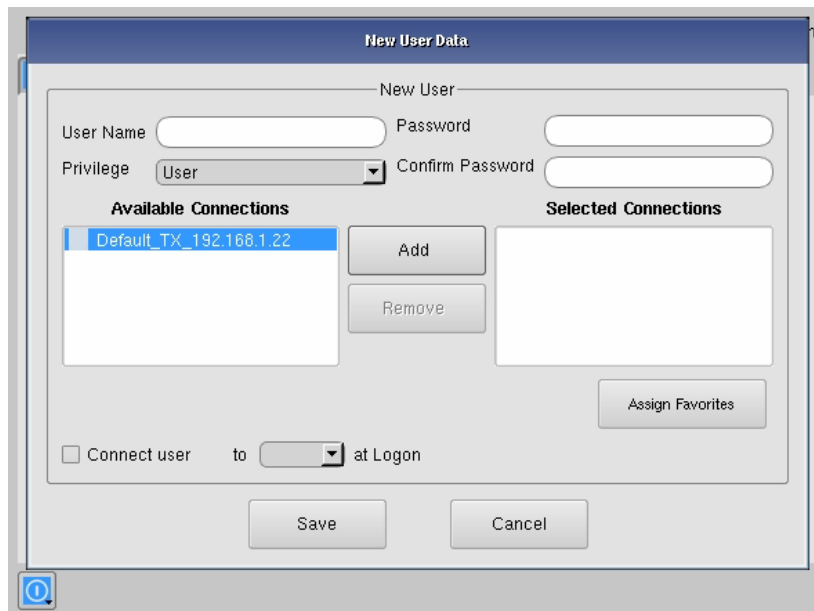 New User Data
New User
User Name
Password
Privilege
User
Confirm Password
Available Connections
Selected Connections
Default_TX_192.168.1.22
Add
Remove
Assign Favorites
Connect user to at Logon
Save
Cancel